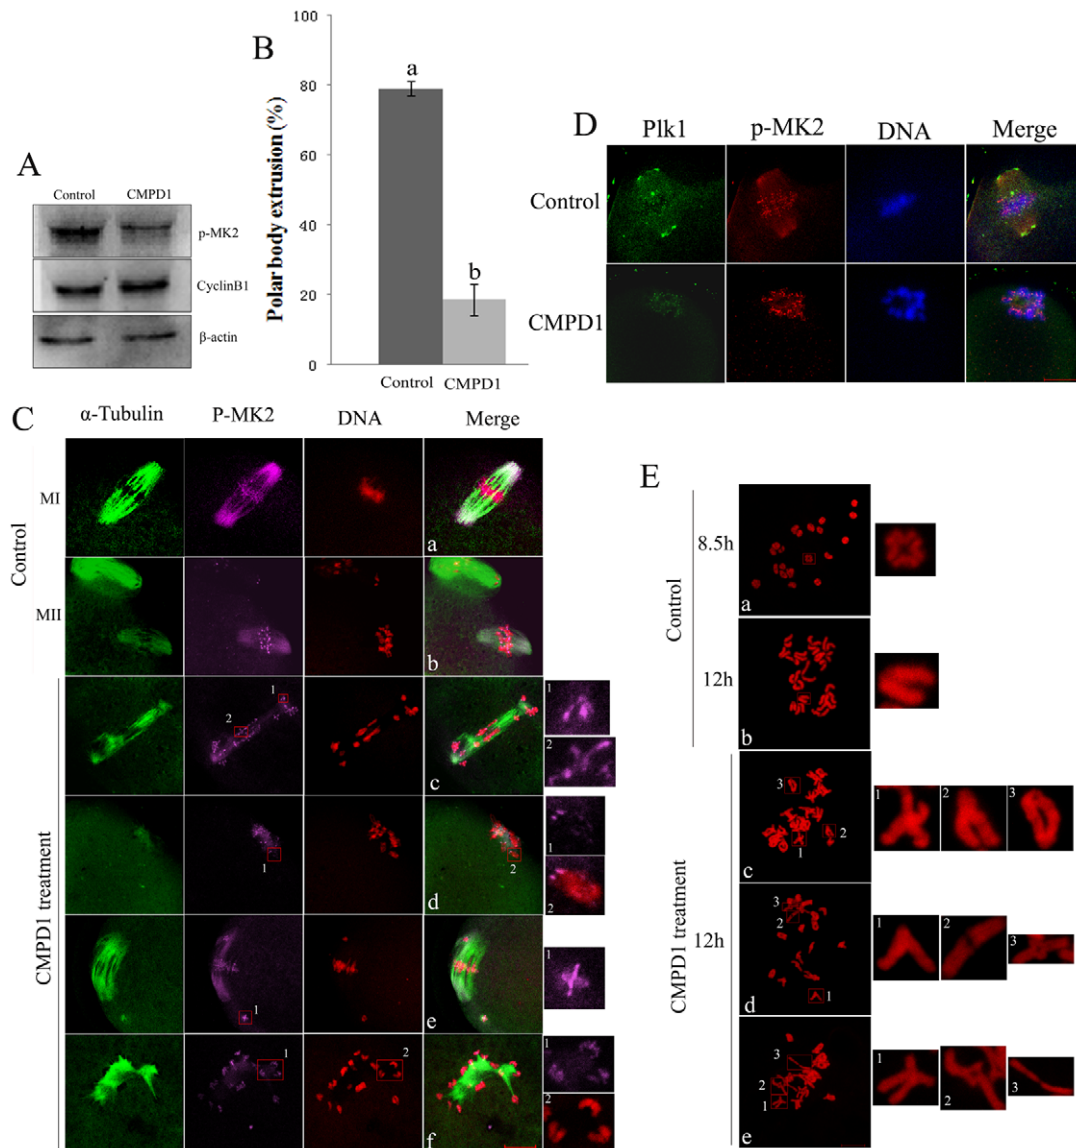 A
Control CMPD1
p-MK2
CyclinB1
β-actin
B
Polar body extrusion (%)
100
80
60
40
20
0
a
b
Control CMPD1
C
α-Tubulin P-MK2 DNA Merge
Control
MI
a
MII
b
CMPD1 treatment
1
2
c
1
2
1
2
d
1
2
1
e
1
1
2
f
1
2
D
Plk1 p-MK2 DNA Merge
Control
CMPD1
E
Control
8.5h
a
12h
b
CMPD1 treatment
12h
3
2
1
c
1 2 3
3
2
1
d
1 2 3
3
2
1
e
1 2 3